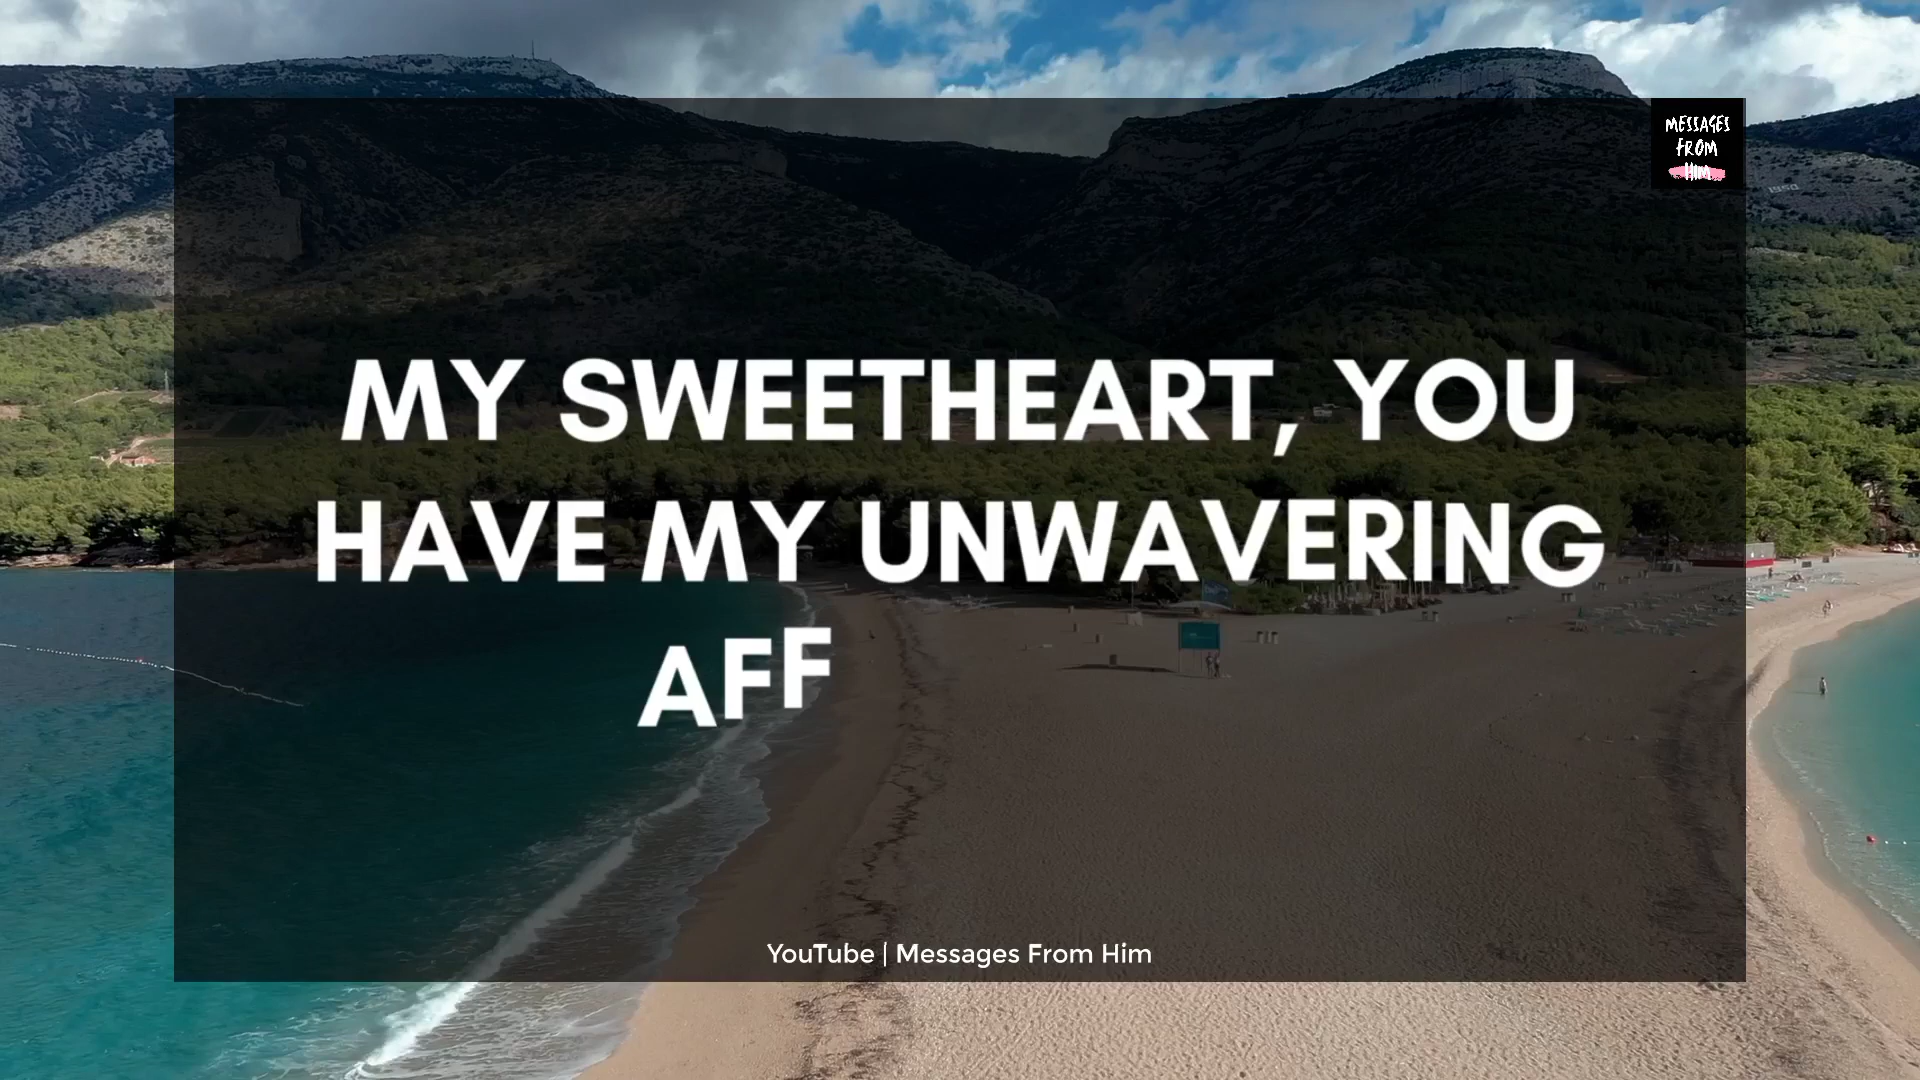 MESSAGES
FROM
HIM
MY SWEETHEART, YOU
HAVE MY UNWAVERING
AFF
YouTube | Messages From Him